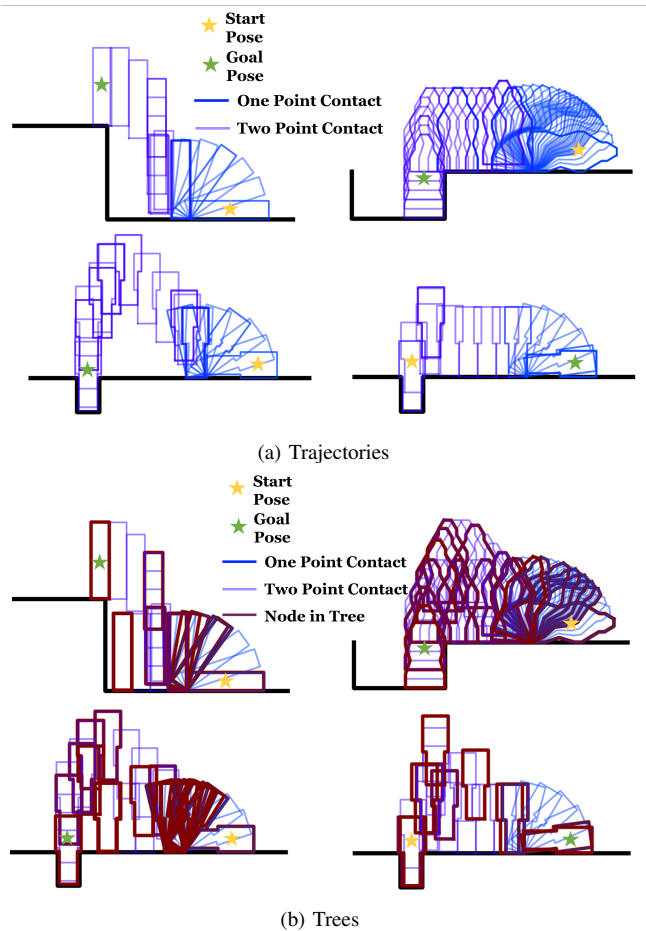 Start
Pose
Goal
Pose
One Point Contact
Two Point Contact
(a) Trajectories
Start
Pose
Goal
Pose
One Point Contact
Two Point Contact
Node in Tree
(b) Trees